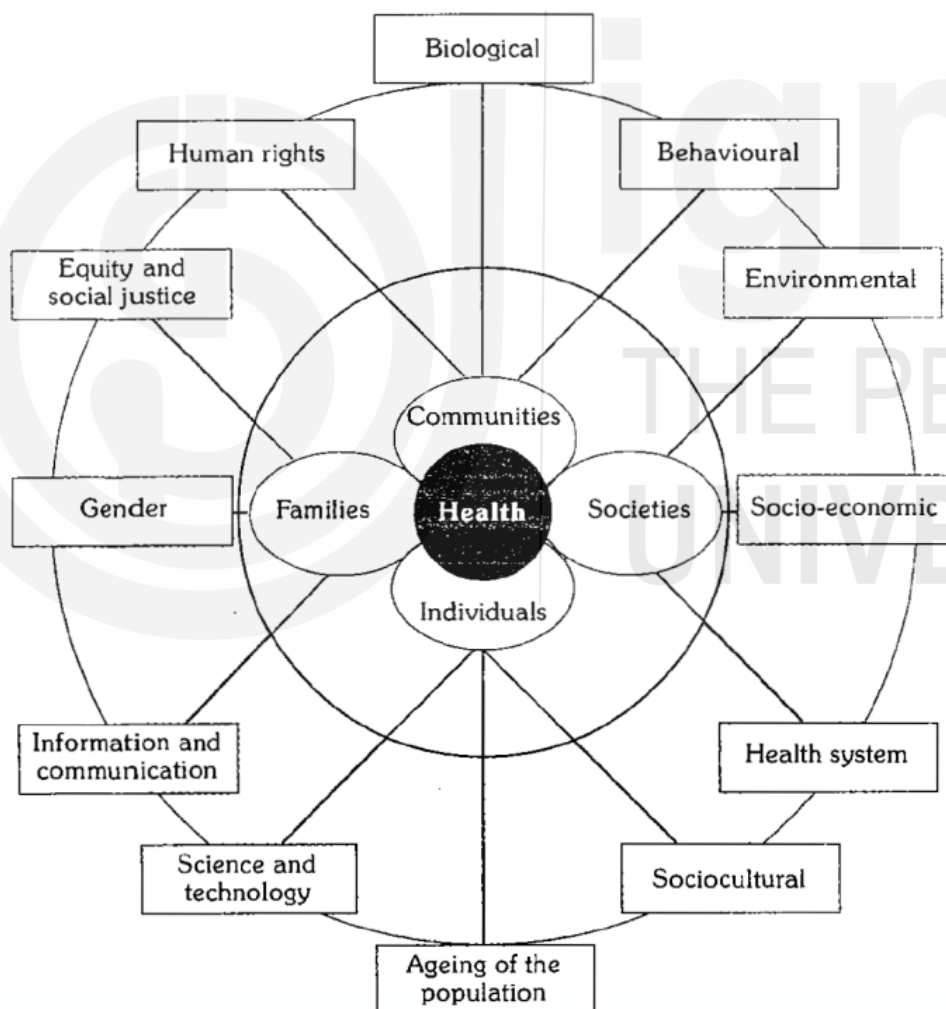 Biological
Human rights
Behavioural
Equity and
social justice
Environmental
Communities
Gender
Families
Health
Societies
Socio-economic
Individuals
Information and
communication
Health system
Science and
technology
Sociocultural
Ageing of the
population
ign
THE PE
UNIVE